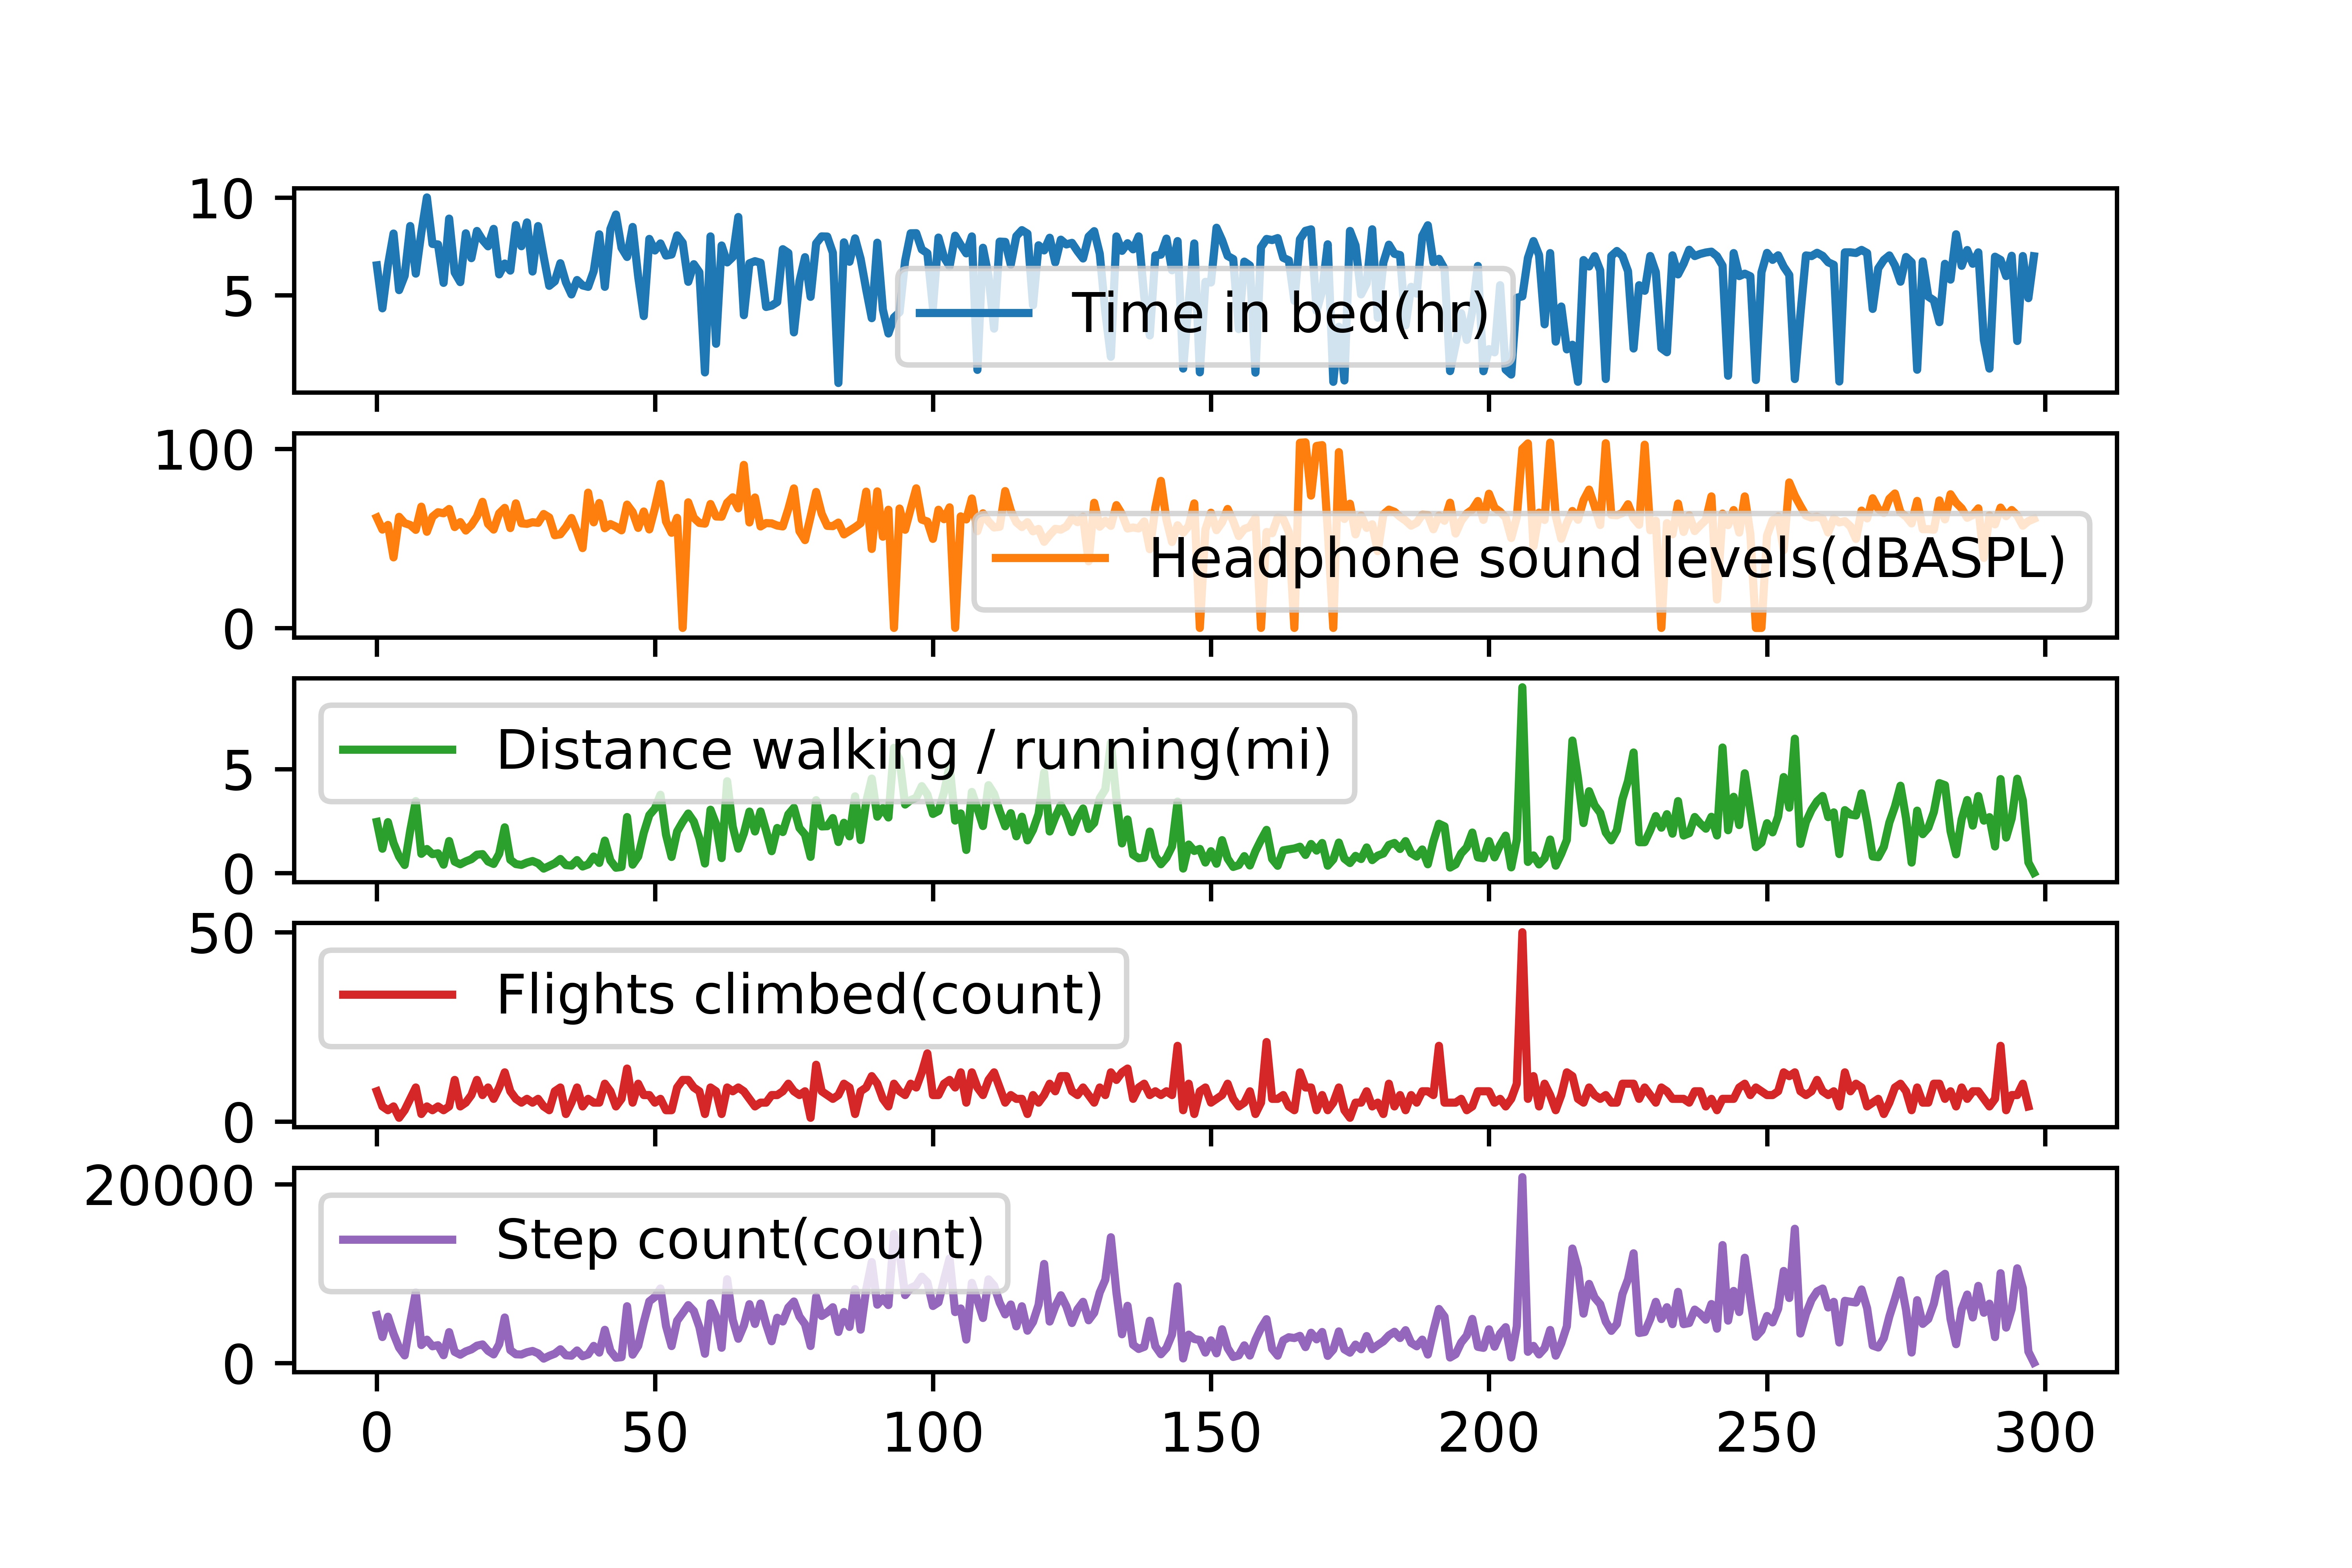 10
5
Time in bed(hr)
100
0
Headphone sound levels(dBASPL)
5
0
Distance walking / running(mi)
50
0
Flights climbed(count)
20000
0
Step count(count)
0 50 100 150 200 250 300